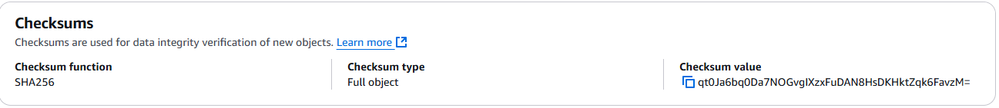 Checksums
Checksums are used for data integrity verification of new objects. Learn more
Checksum function
SHA256
Checksum type
Full object
Checksum value
qt0Ja6bq0Da7NOGvgIXzxFuDAN8HsDKHktZqk6FavzM=